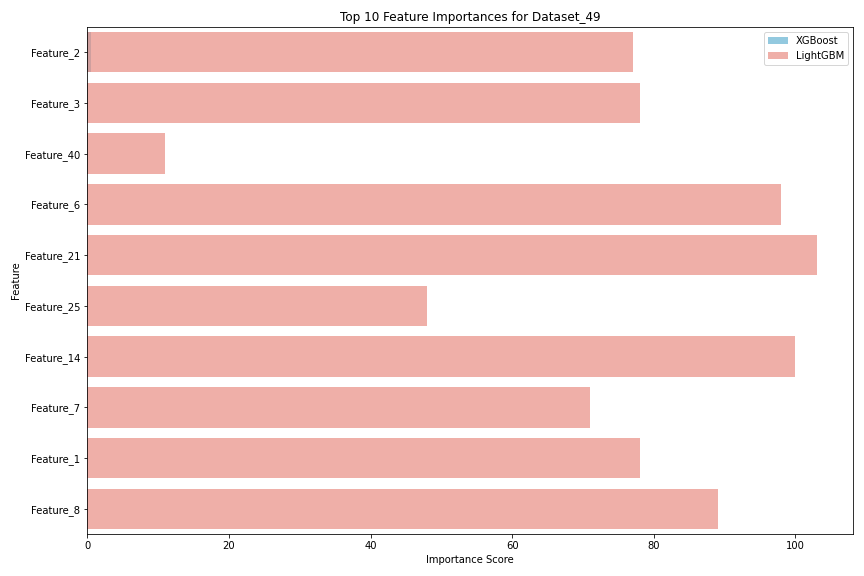 Top 10 Feature Importances for Dataset_49
XGBoost
LightGBM
Feature_2
Feature_3
Feature_40
Feature_6
Feature_21
Feature_25
Feature_14
Feature_7
Feature_1
Feature_8
Feature
0 20 40 60 80 100
Importance Score